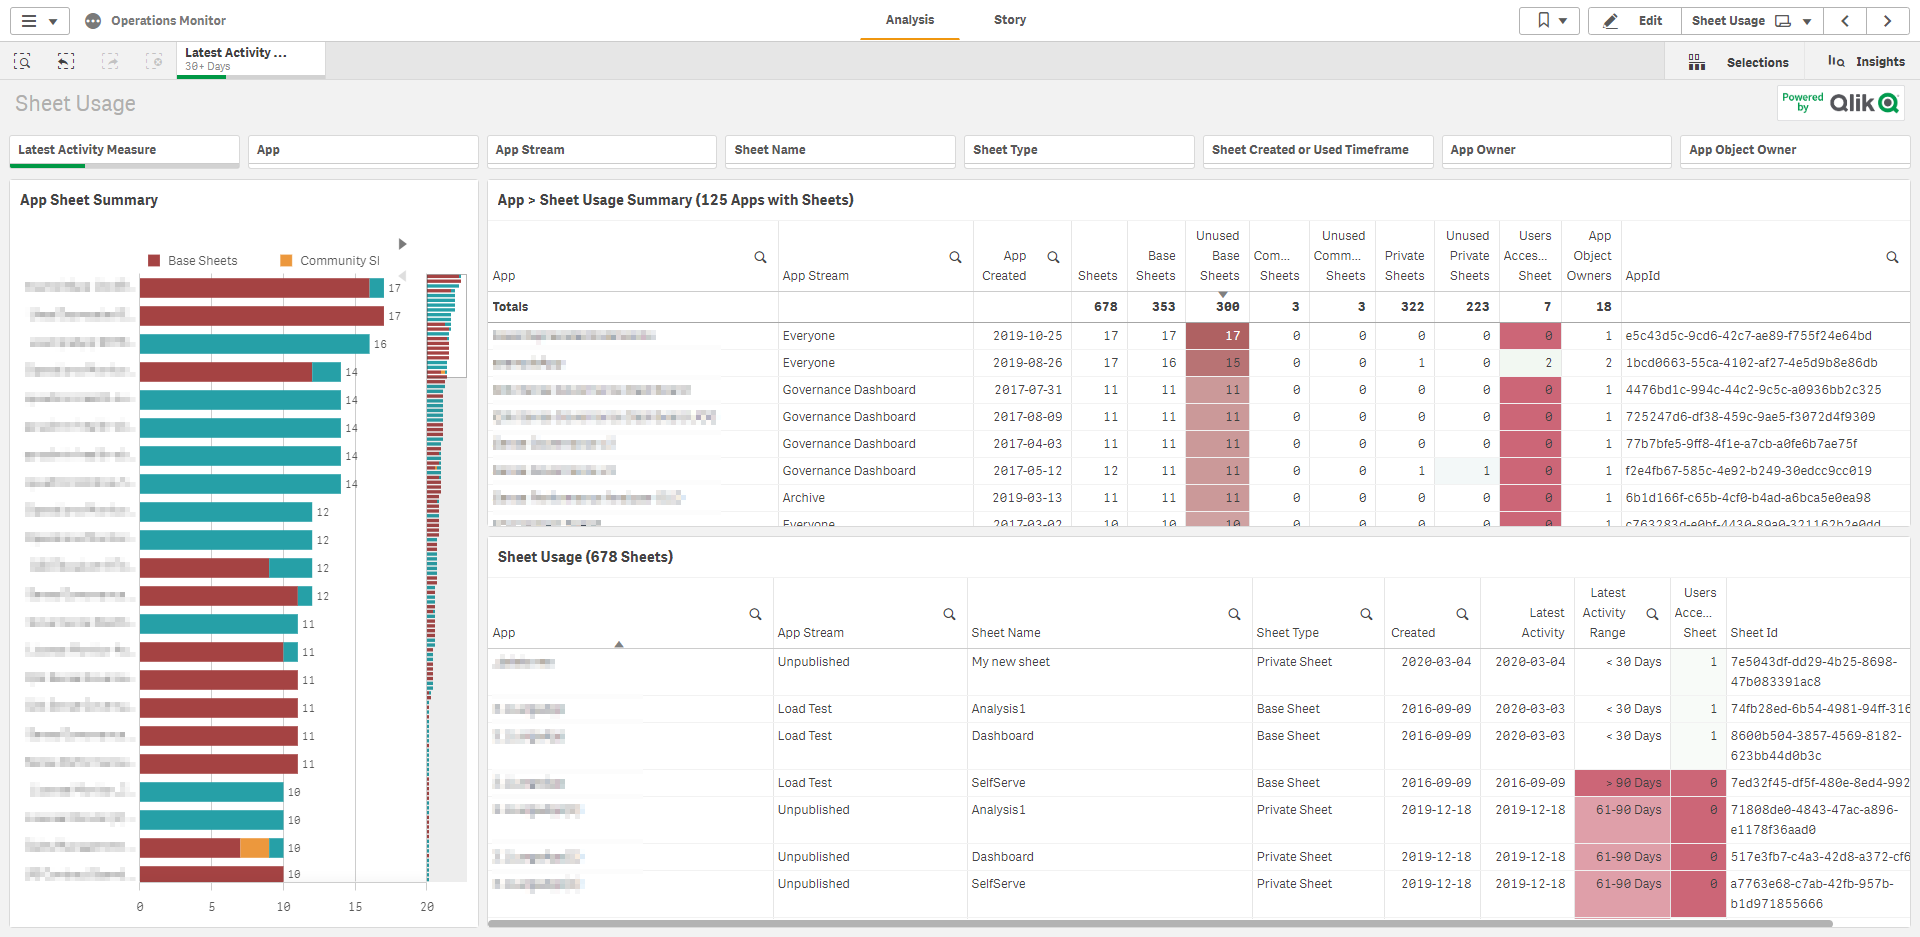 Operations Monitor
Analysis
Story
Edit
Sheet Usage
Latest Activity ...
30+ Days
Selections
Insights
Sheet Usage
Powered by Qlik
Latest Activity Measure
App
App Stream
Sheet Name
Sheet Type
Sheet Created or Used Timeframe
App Owner
App Object Owner
App Sheet Summary
Base Sheets
Community SI
17
17
16
14
14
14
14
14
12
12
12
12
11
11
11
11
11
11
10
10
10
10
0 5 10 15 20
App > Sheet Usage Summary (125 Apps with Sheets)
App App Stream App Created Sheets Base Sheets Unused Base Sheets Com... Sheets Unused Comm... Sheets Private Sheets Unused Private Sheets Users Acces... Sheet App Object Owners AppId
Totals 678 353 300 3 3 322 223 7 18
Everyone 2019-10-25 17 17 17 0 0 0 0 0 1 e5c43d5c-9cd6-42c7-ae89-f755f24e64bd
Everyone 2019-08-26 17 16 15 0 0 1 0 2 2 1bcd0663-55ca-4102-af27-4e5d9b8e86db
Governance Dashboard 2017-07-31 11 11 11 0 0 0 0 0 1 4476bd1c-994c-44c2-9c5c-a0936bb2c325
Governance Dashboard 2017-08-09 11 11 11 0 0 0 0 0 1 725247d6-df38-459c-9ae5-f3072d4f9309
Governance Dashboard 2017-04-03 11 11 11 0 0 0 0 0 1 77b7bfe5-9ff8-4f1e-a7cb-a0fe6b7ae75f
Governance Dashboard 2017-05-12 12 11 11 0 0 1 1 0 1 f2e4fb67-585c-4e92-b249-30edcc9cc019
Archive 2019-03-13 11 11 11 0 0 0 0 0 1 6b1d166f-c65b-4cf0-b4ad-a6bca5e0ea98
Everyone 2017-03-02 10 10 10 0 0 0 0 0 1 c763283d-e0bf-4430-89a0-321162b2e0dd
Sheet Usage (678 Sheets)
App App Stream Sheet Name Sheet Type Created Latest Activity Latest Activity Range Users Acce... Sheet Sheet Id
Unpublished My new sheet Private Sheet 2020-03-04 2020-03-04 < 30 Days 1 7e5043df-dd29-4b25-8698-
47b083391ac8
Load Test Analysis1 Base Sheet 2016-09-09 2020-03-03 < 30 Days 1 74fb28ed-6b54-4981-94ff-316
Load Test Dashboard Base Sheet 2016-09-09 2020-03-03 < 30 Days 1 8600b504-3857-4569-8182-
623bb44d0b3c
Load Test SelfServe Base Sheet 2016-09-09 2016-09-09 > 90 Days 0 7ed32f45-df5f-480e-8ed4-992
Unpublished Analysis1 Private Sheet 2019-12-18 2019-12-18 61-90 Days 0 71808de0-4843-47ac-a896-
e1178f36aad0
Unpublished Dashboard Private Sheet 2019-12-18 2019-12-18 61-90 Days 0 517e3fb7-c4a3-42d8-a372-cf6
Unpublished SelfServe Private Sheet 2019-12-18 2019-12-18 61-90 Days 0 a7763e68-c7ab-42fb-957b-
b1d971855666